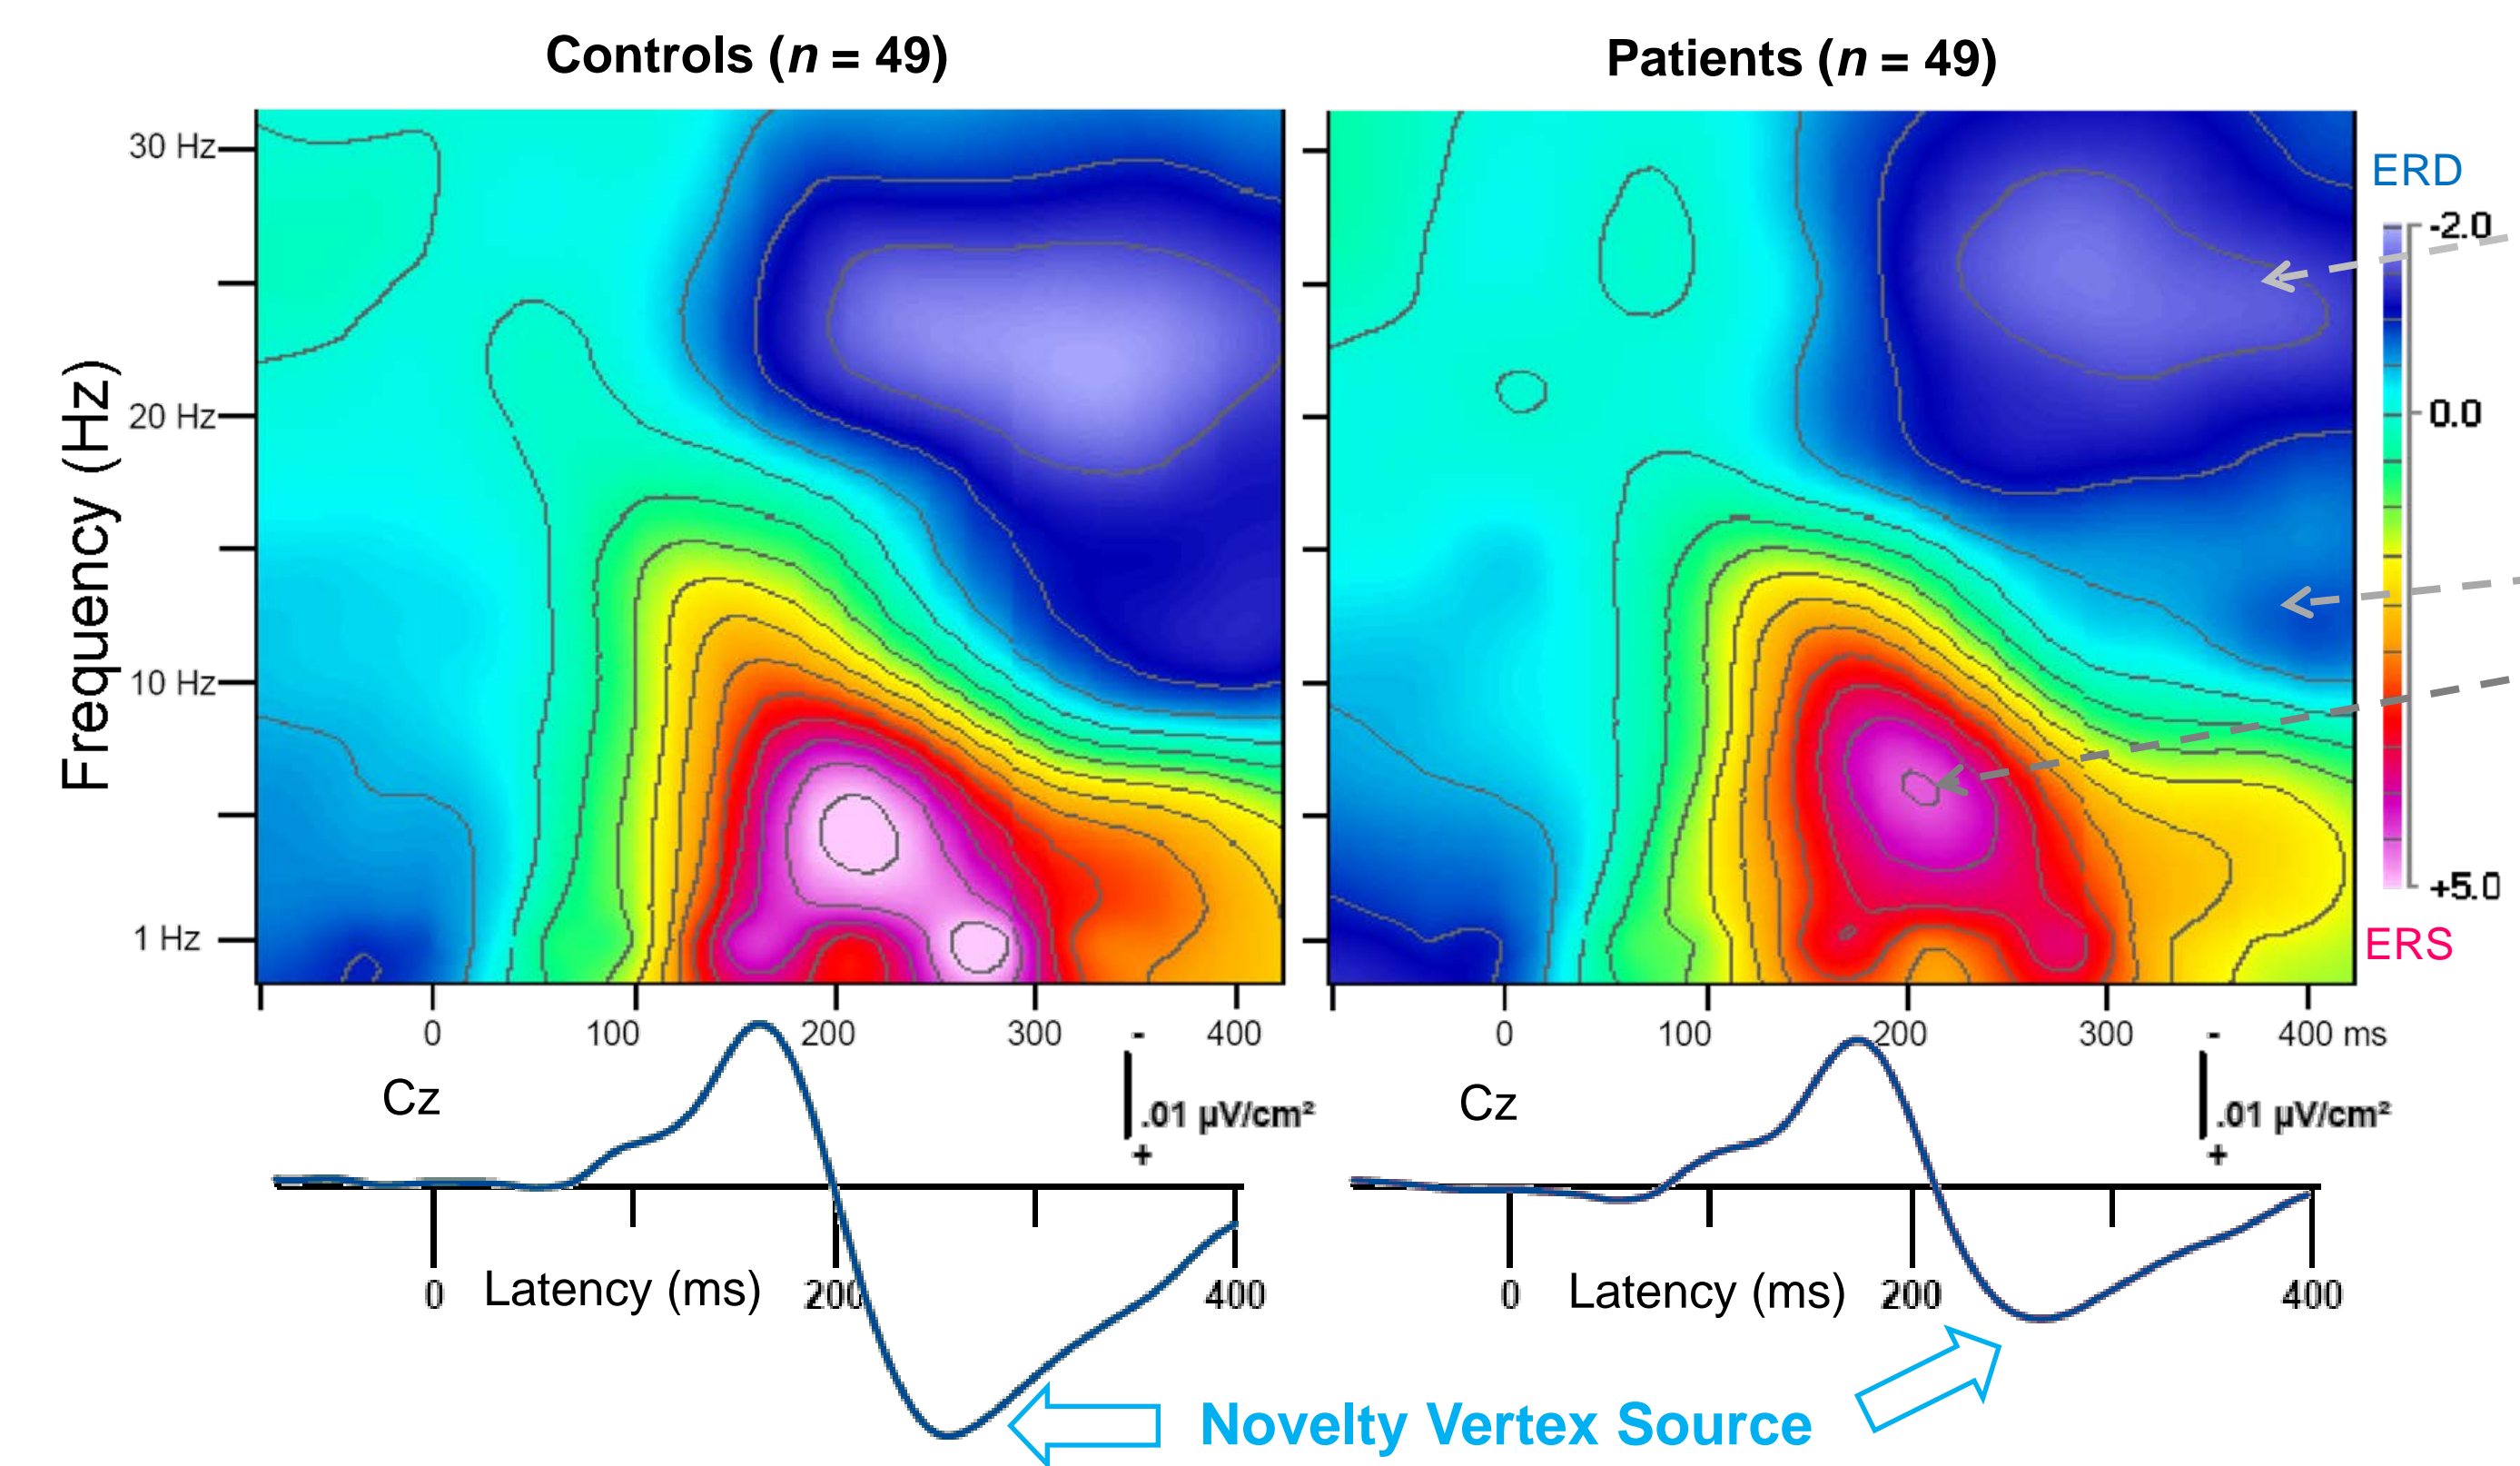 Controls (n = 49)
Patients (n = 49)
Frequency (Hz)
30 Hz
20 Hz
10 Hz
1 Hz
ERD
-2.0
0.0
+5.0
ERS
0 100 200 300 400
0 100 200 300 400 ms
Cz
-
.01 µV/cm²
+
Cz
-
.01 µV/cm²
+
0 Latency (ms) 200 400
0 Latency (ms) 200 400
Novelty Vertex Source